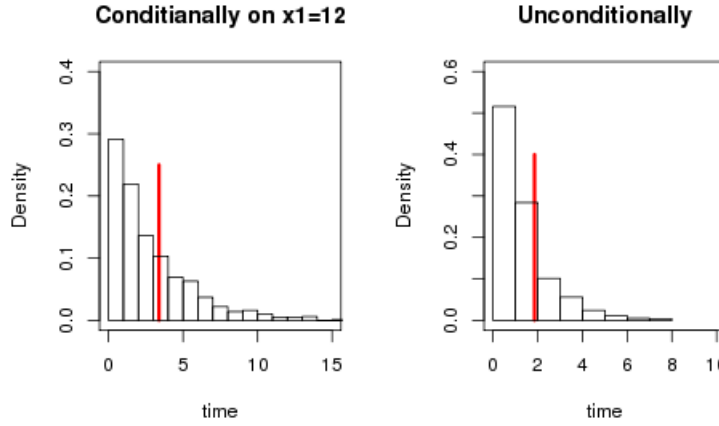 Conditianally on x1=12
Unconditionally
Density
0.0 0.1 0.2 0.3 0.4
0 5 10 15
time
Density
0.0 0.2 0.4 0.6
0 2 4 6 8 10
time